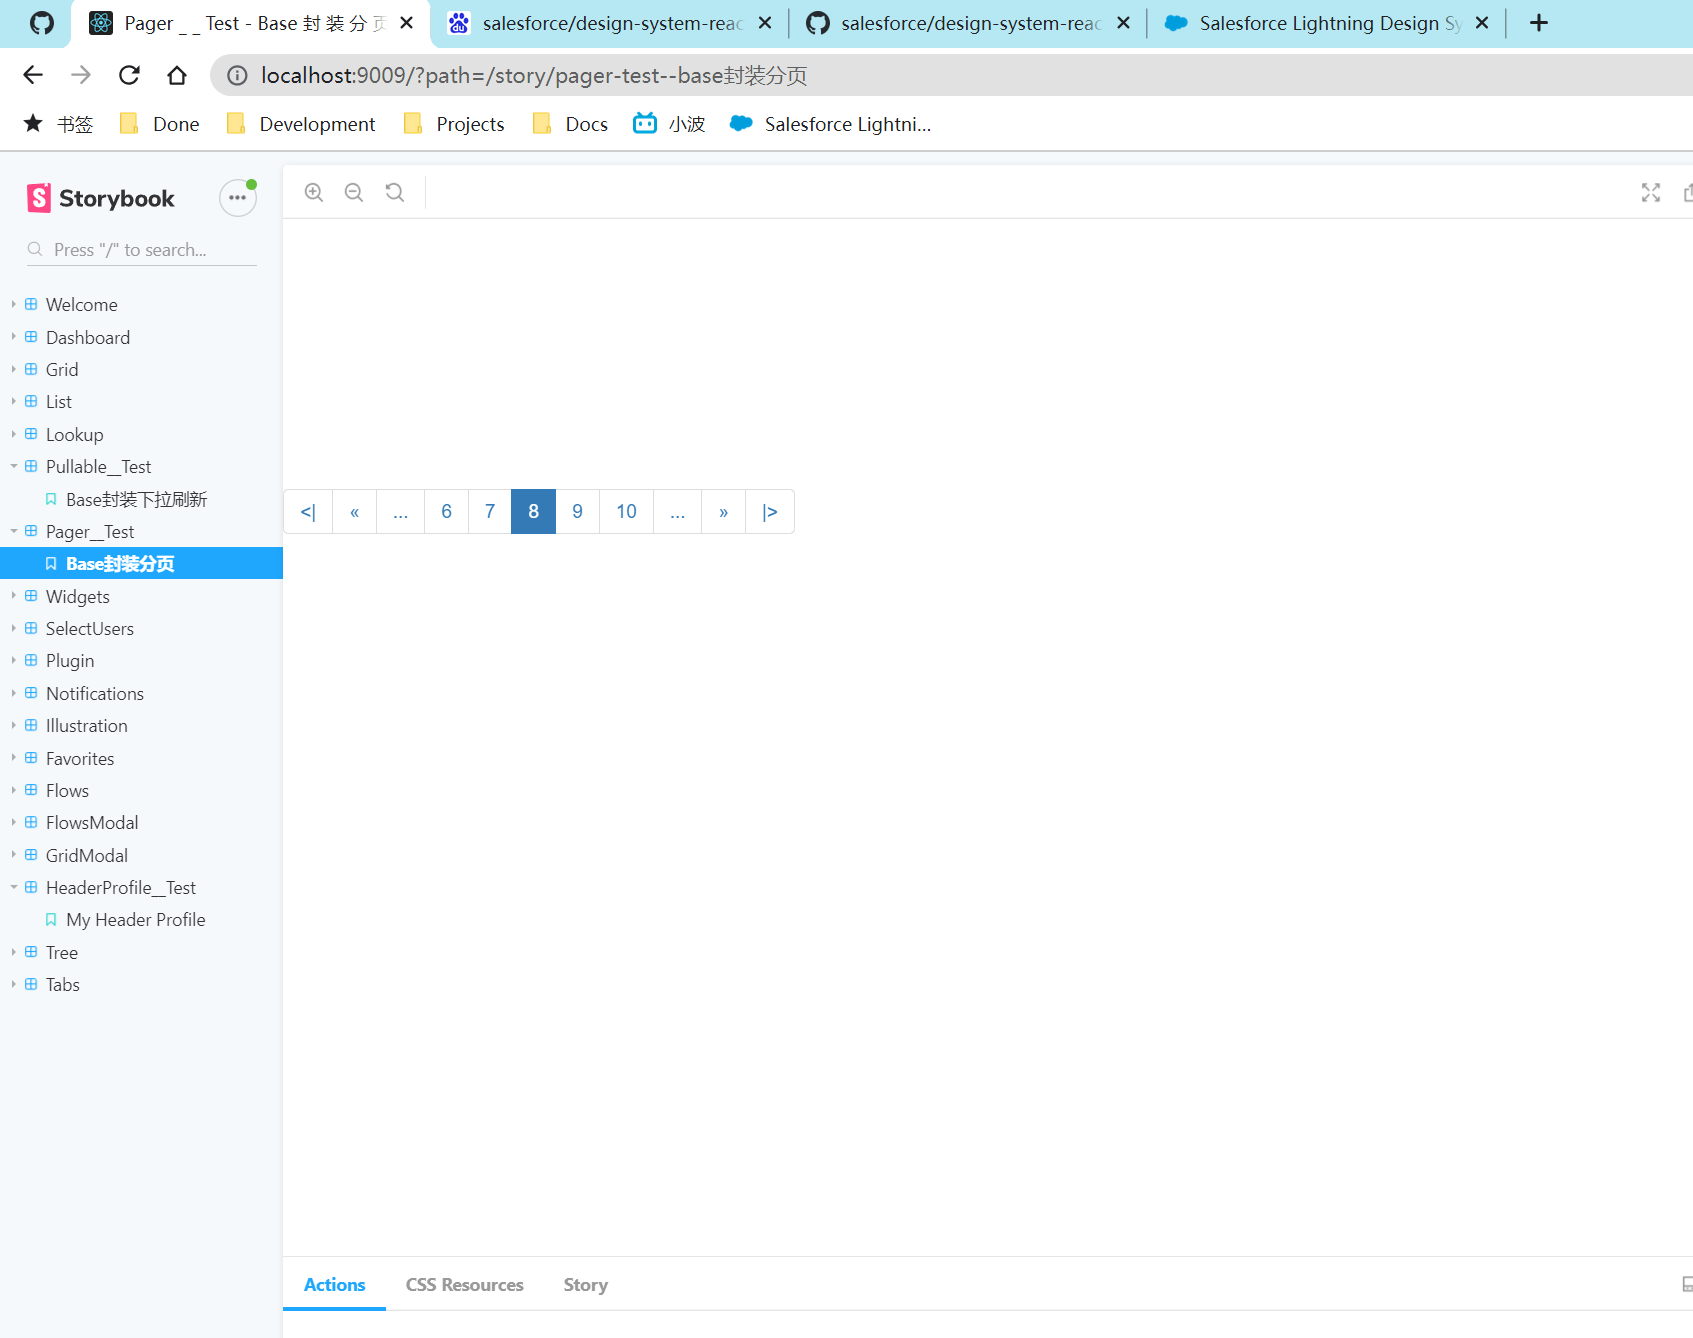 Pager _ _ Test - Base 封 装 分 页
salesforce/design-system-reac
salesforce/design-system-reac
Salesforce Lightning Design Sy
localhost:9009/?path=/story/pager-test--base封装分页
书签 Done Development Projects Docs 小波 Salesforce Lightni...
Storybook
Press "/" to search...
Welcome
Dashboard
Grid
List
Lookup
Pullable__Test
Base封装下拉刷新
Pager__Test
Base封装分页
Widgets
SelectUsers
Plugin
Notifications
Illustration
Favorites
Flows
FlowsModal
GridModal
HeaderProfile__Test
My Header Profile
Tree
Tabs
<| « ... 6 7 8 9 10 ... » |>
Actions CSS Resources Story